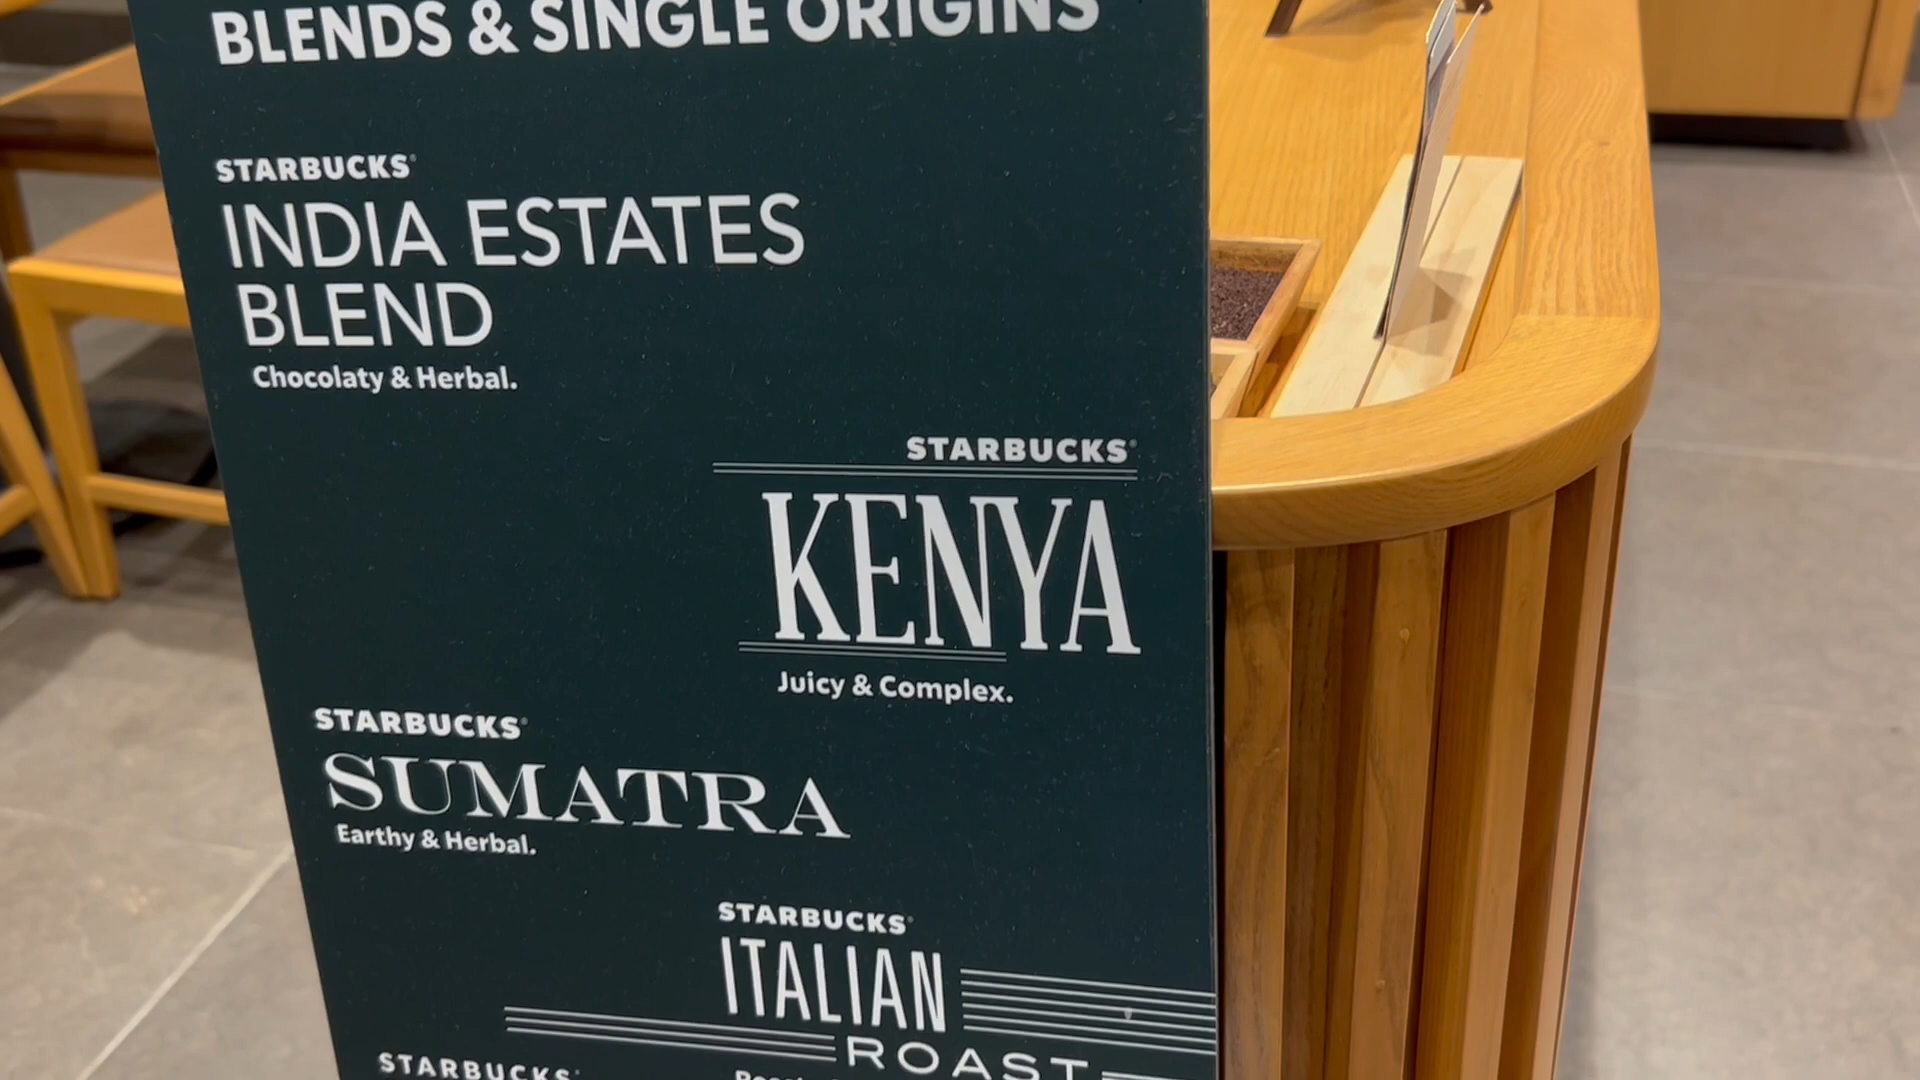 BLENDS & SINGLE ORIGINS
STARBUCKS®
INDIA ESTATES
BLEND
Chocolaty & Herbal.
STARBUCKS®
KENYA
Juicy & Complex.
STARBUCKS®
SUMATRA
Earthy & Herbal.
STARBUCKS®
ITALIAN
ROAST
STARBUCKS®